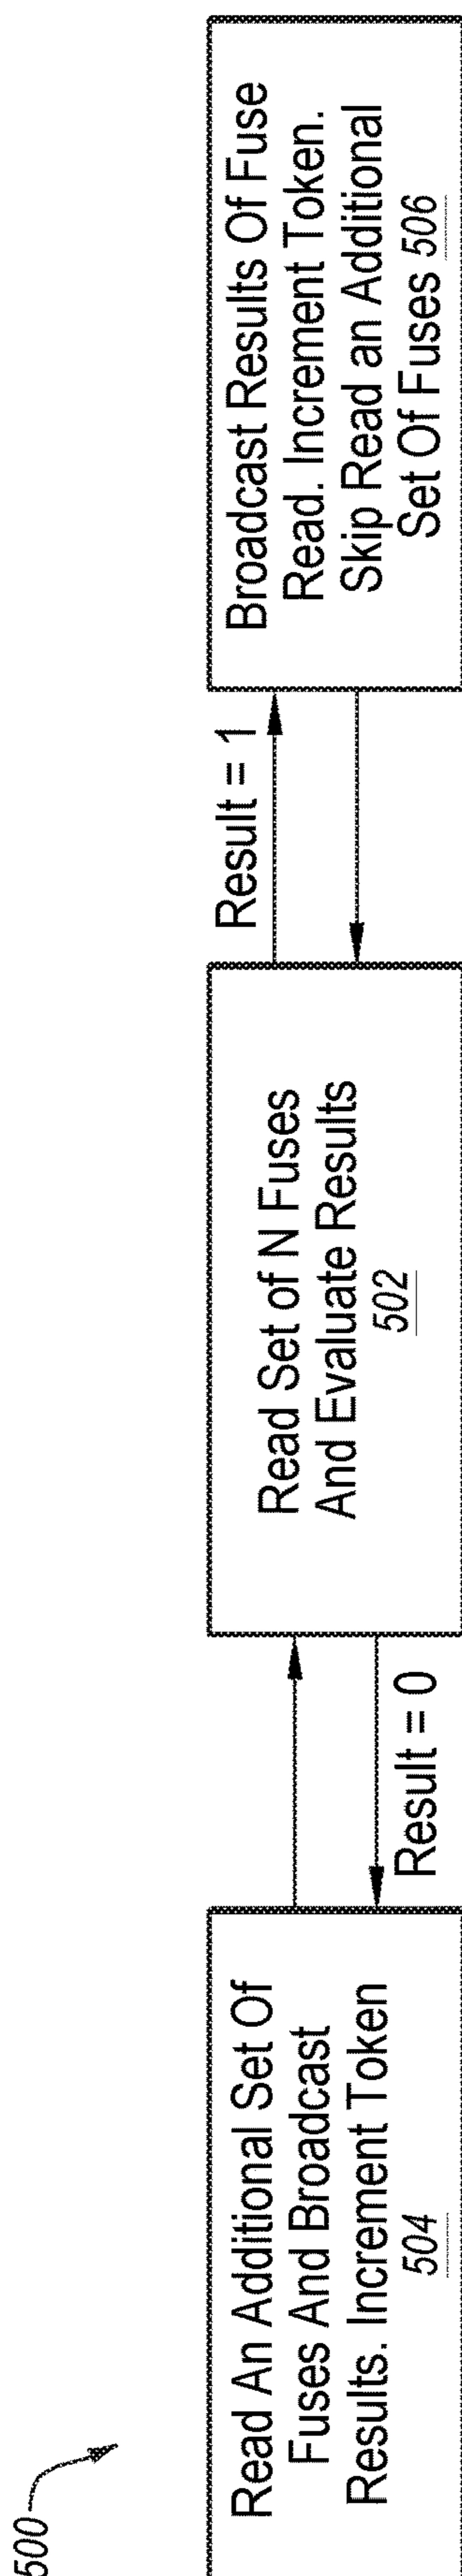 500
Read An Additional Set Of
Fuses And Broadcast
Results. Increment Token
504
Result = 0
Read Set of N Fuses
And Evaluate Results
502
Result = 1
Broadcast Results Of Fuse
Read. Increment Token.
Skip Read an Additional
Set Of Fuses 506